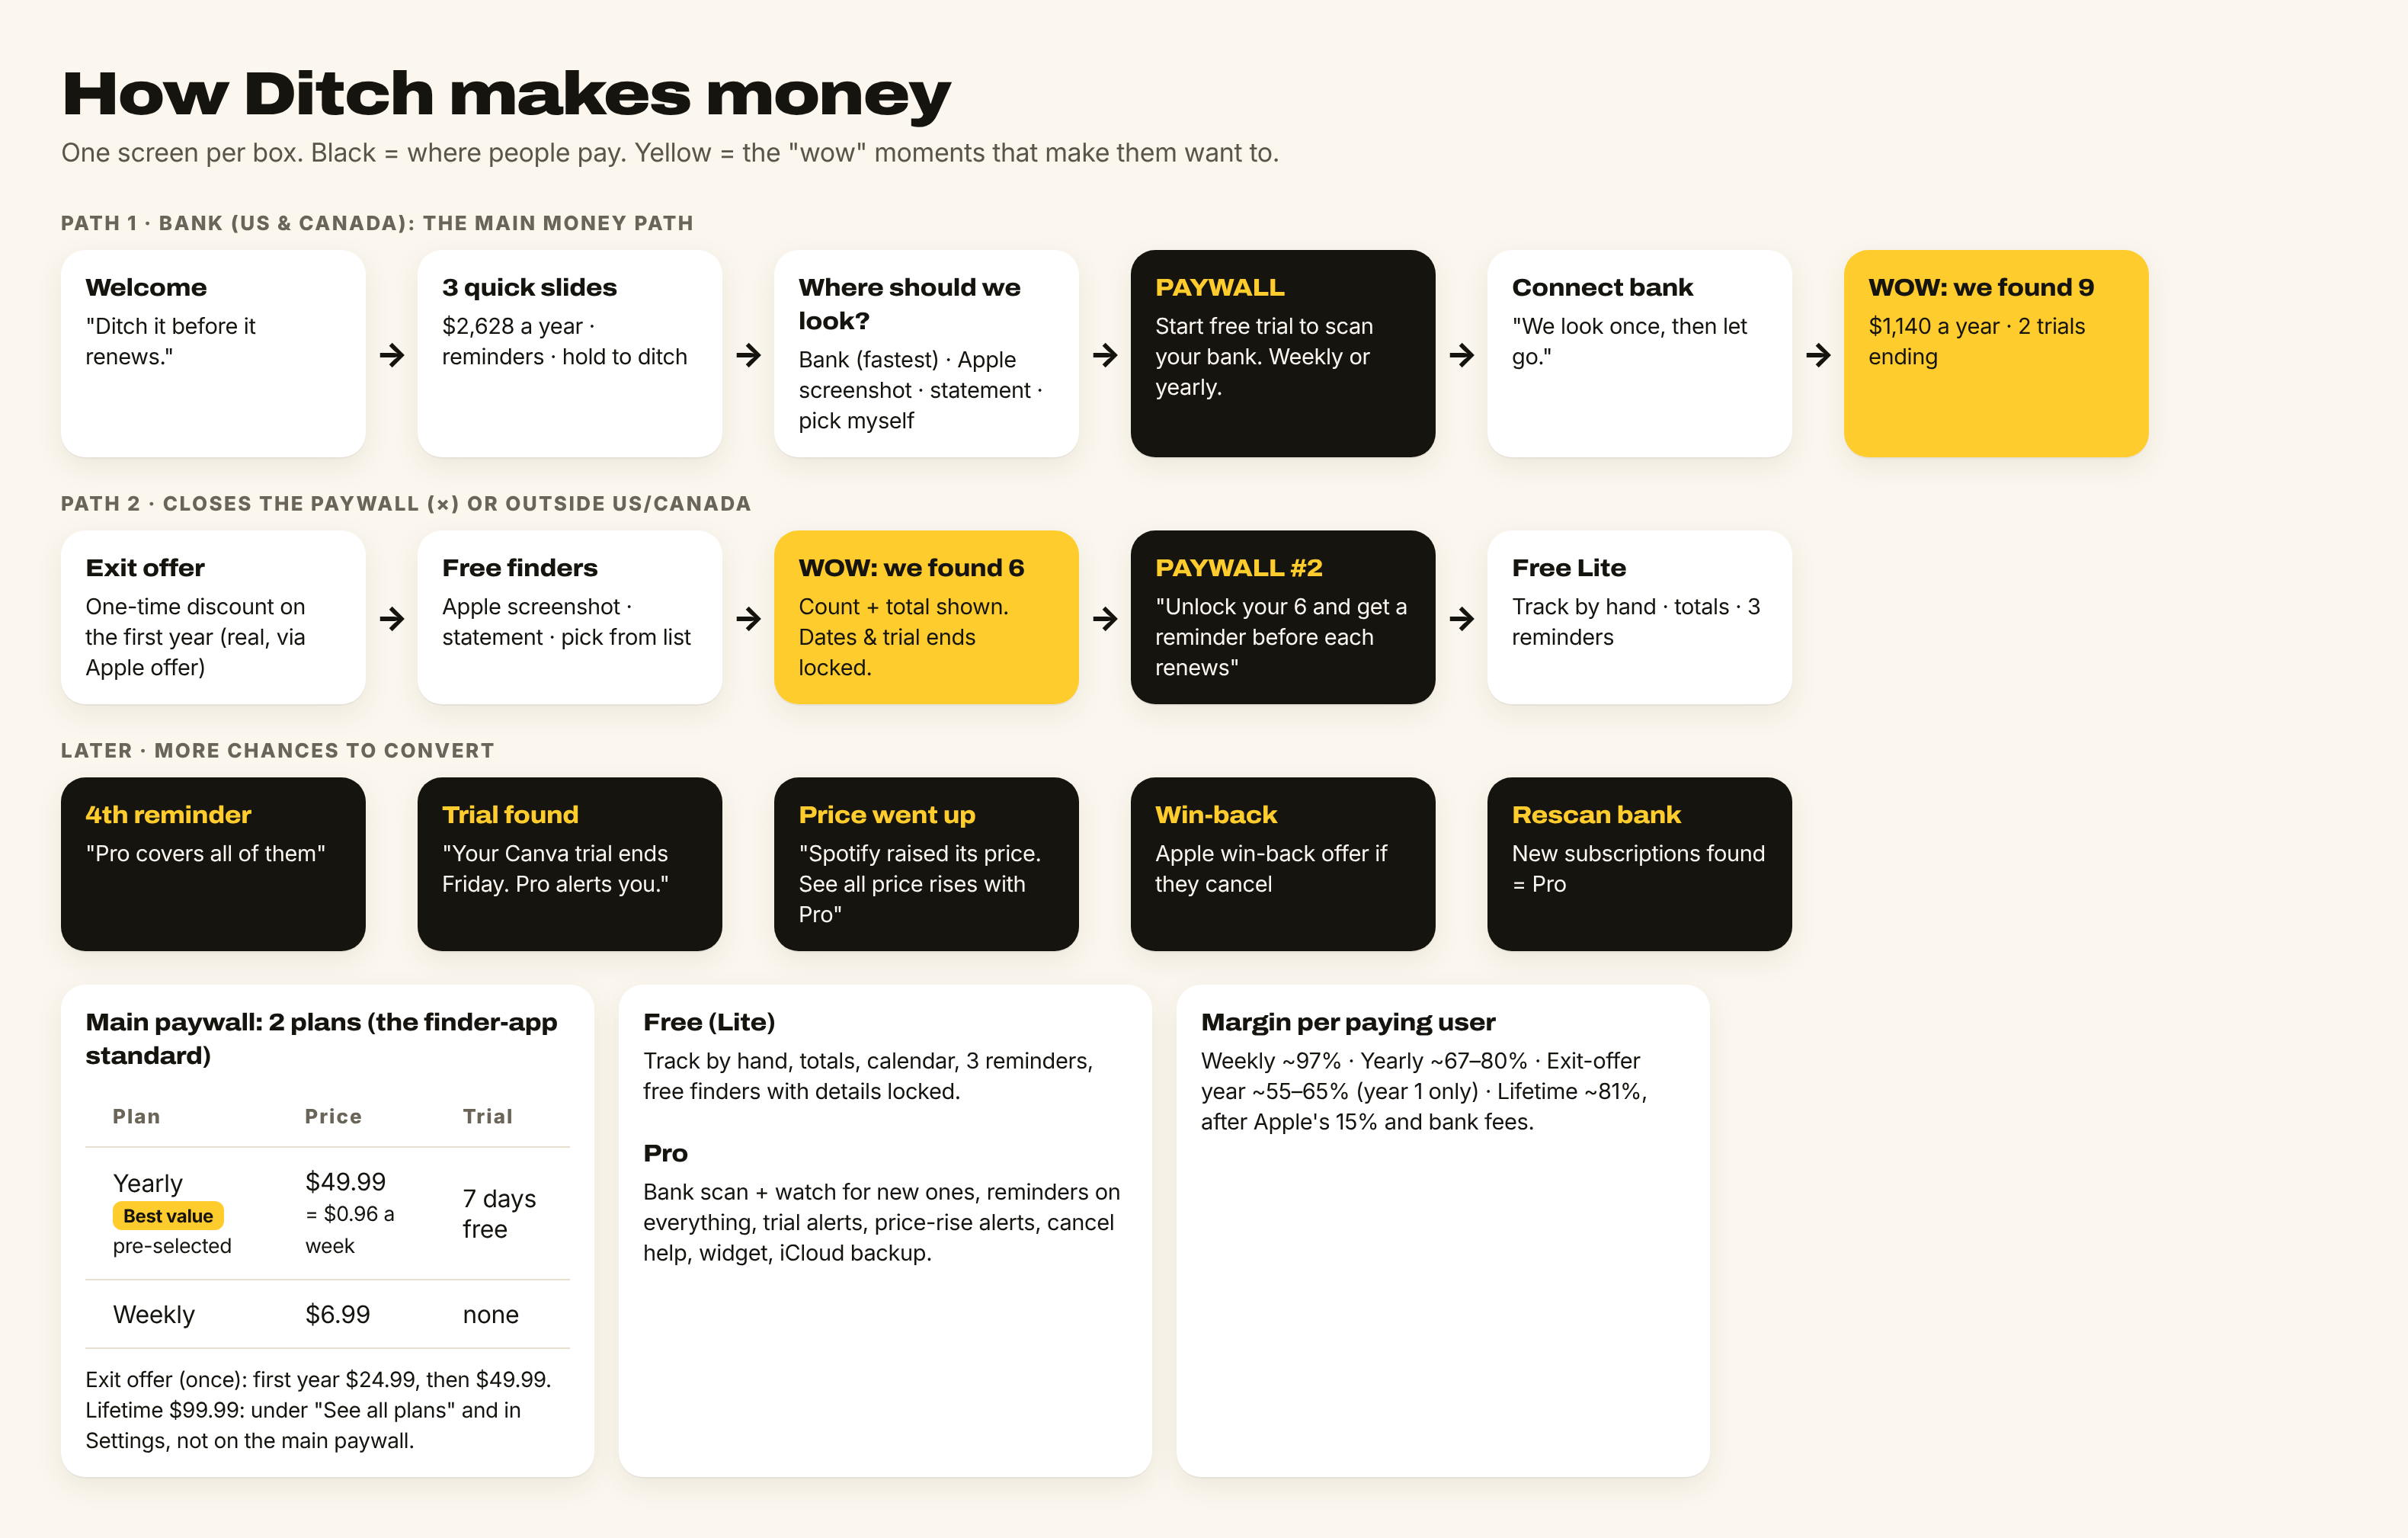 How Ditch makes money
One screen per box. Black = where people pay. Yellow = the "wow" moments that make them want to.
PATH 1 · BANK (US & CANADA): THE MAIN MONEY PATH
Welcome
"Ditch it before it
renews."
→
3 quick slides
$2,628 a year ·
reminders · hold to ditch
→
Where should we
look?
Bank (fastest) · Apple
screenshot · statement ·
pick myself
→
PAYWALL
Start free trial to scan
your bank. Weekly or
yearly.
→
Connect bank
"We look once, then let
go."
→
WOW: we found 9
$1,140 a year · 2 trials
ending
PATH 2 · CLOSES THE PAYWALL (×) OR OUTSIDE US/CANADA
Exit offer
One-time discount on
the first year (real, via
Apple offer)
→
Free finders
Apple screenshot ·
statement · pick from list
→
WOW: we found 6
Count + total shown.
Dates & trial ends
locked.
→
PAYWALL #2
"Unlock your 6 and get a
reminder before each
renews"
→
Free Lite
Track by hand · totals · 3
reminders
LATER · MORE CHANCES TO CONVERT
4th reminder
"Pro covers all of them"
Trial found
"Your Canva trial ends
Friday. Pro alerts you."
Price went up
"Spotify raised its price.
See all price rises with
Pro"
Win-back
Apple win-back offer if
they cancel
Rescan bank
New subscriptions found
= Pro
Main paywall: 2 plans (the finder-app
standard)
Plan Price Trial
Yearly
Best value
pre-selected
$49.99
= $0.96 a
week
7 days
free
Weekly $6.99 none
Exit offer (once): first year $24.99, then $49.99.
Lifetime $99.99: under "See all plans" and in
Settings, not on the main paywall.
Free (Lite)
Track by hand, totals, calendar, 3 reminders,
free finders with details locked.
Pro
Bank scan + watch for new ones, reminders on
everything, trial alerts, price-rise alerts, cancel
help, widget, iCloud backup.
Margin per paying user
Weekly ~97% · Yearly ~67–80% · Exit-offer
year ~55–65% (year 1 only) · Lifetime ~81%,
after Apple's 15% and bank fees.